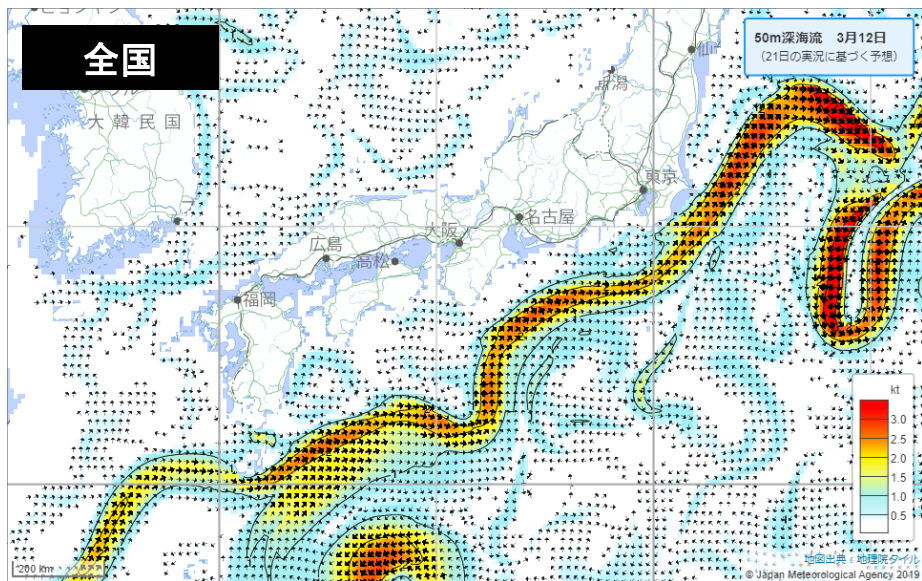 全国
50m深海流 3月12日
（21日の実況に基づく予想）
大韓民国
仙
新潟
東京
名古屋
大阪
広島
高松
福岡
kt
3.0
2.5
2.0
1.5
1.0
0.5
200 km
地図出典：地理院タイル
© Japan Meteorological Agency 2019